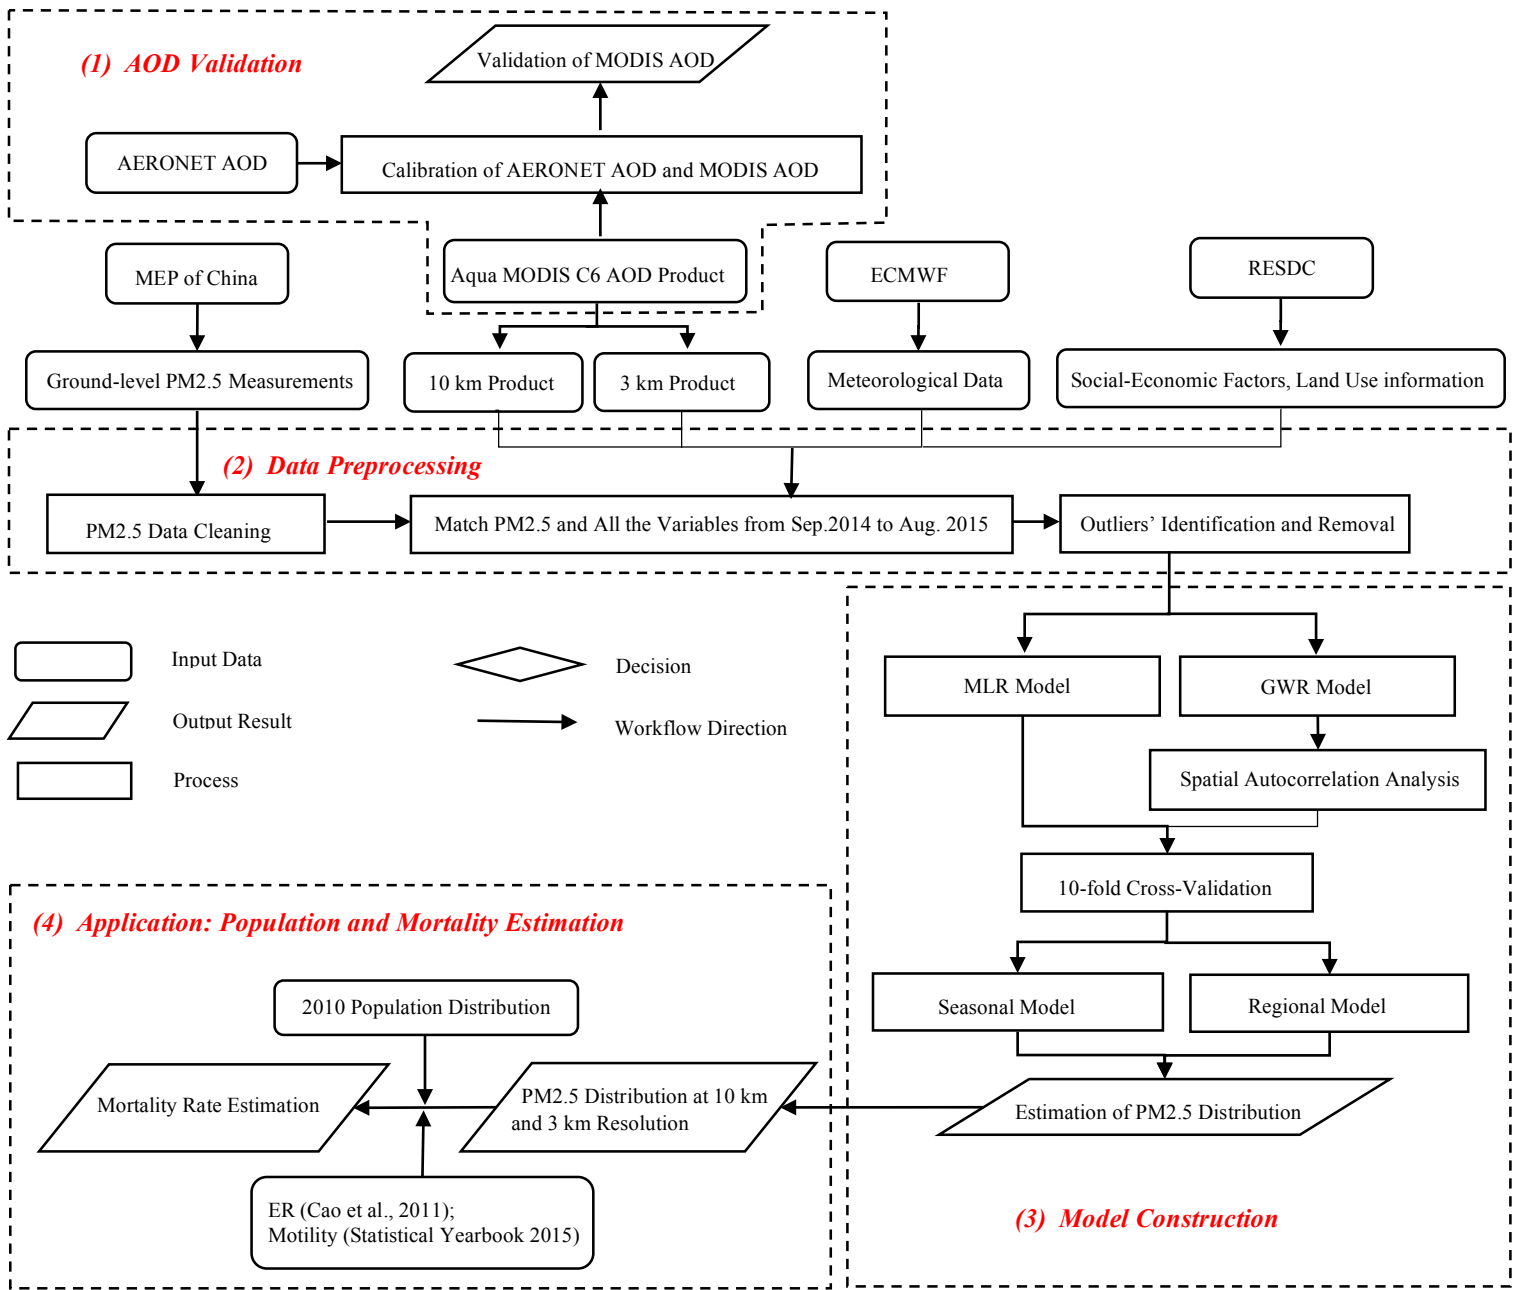 (1) AOD Validation
Validation of MODIS AOD
AERONET AOD
Calibration of AERONET AOD and MODIS AOD
MEP of China
Aqua MODIS C6 AOD Product
ECMWF
RESDC
Ground-level PM2.5 Measurements
10 km Product
3 km Product
Meteorological Data
Social-Economic Factors, Land Use information
(2) Data Preprocessing
PM2.5 Data Cleaning
Match PM2.5 and All the Variables from Sep.2014 to Aug. 2015
Outliers’ Identification and Removal
Input Data
Decision
Output Result
Workflow Direction
Process
MLR Model
GWR Model
Spatial Autocorrelation Analysis
10-fold Cross-Validation
Seasonal Model
Regional Model
Estimation of PM2.5 Distribution
(3) Model Construction
(4) Application: Population and Mortality Estimation
2010 Population Distribution
Mortality Rate Estimation
PM2.5 Distribution at 10 km
and 3 km Resolution
ER (Cao et al., 2011);
Motility (Statistical Yearbook 2015)